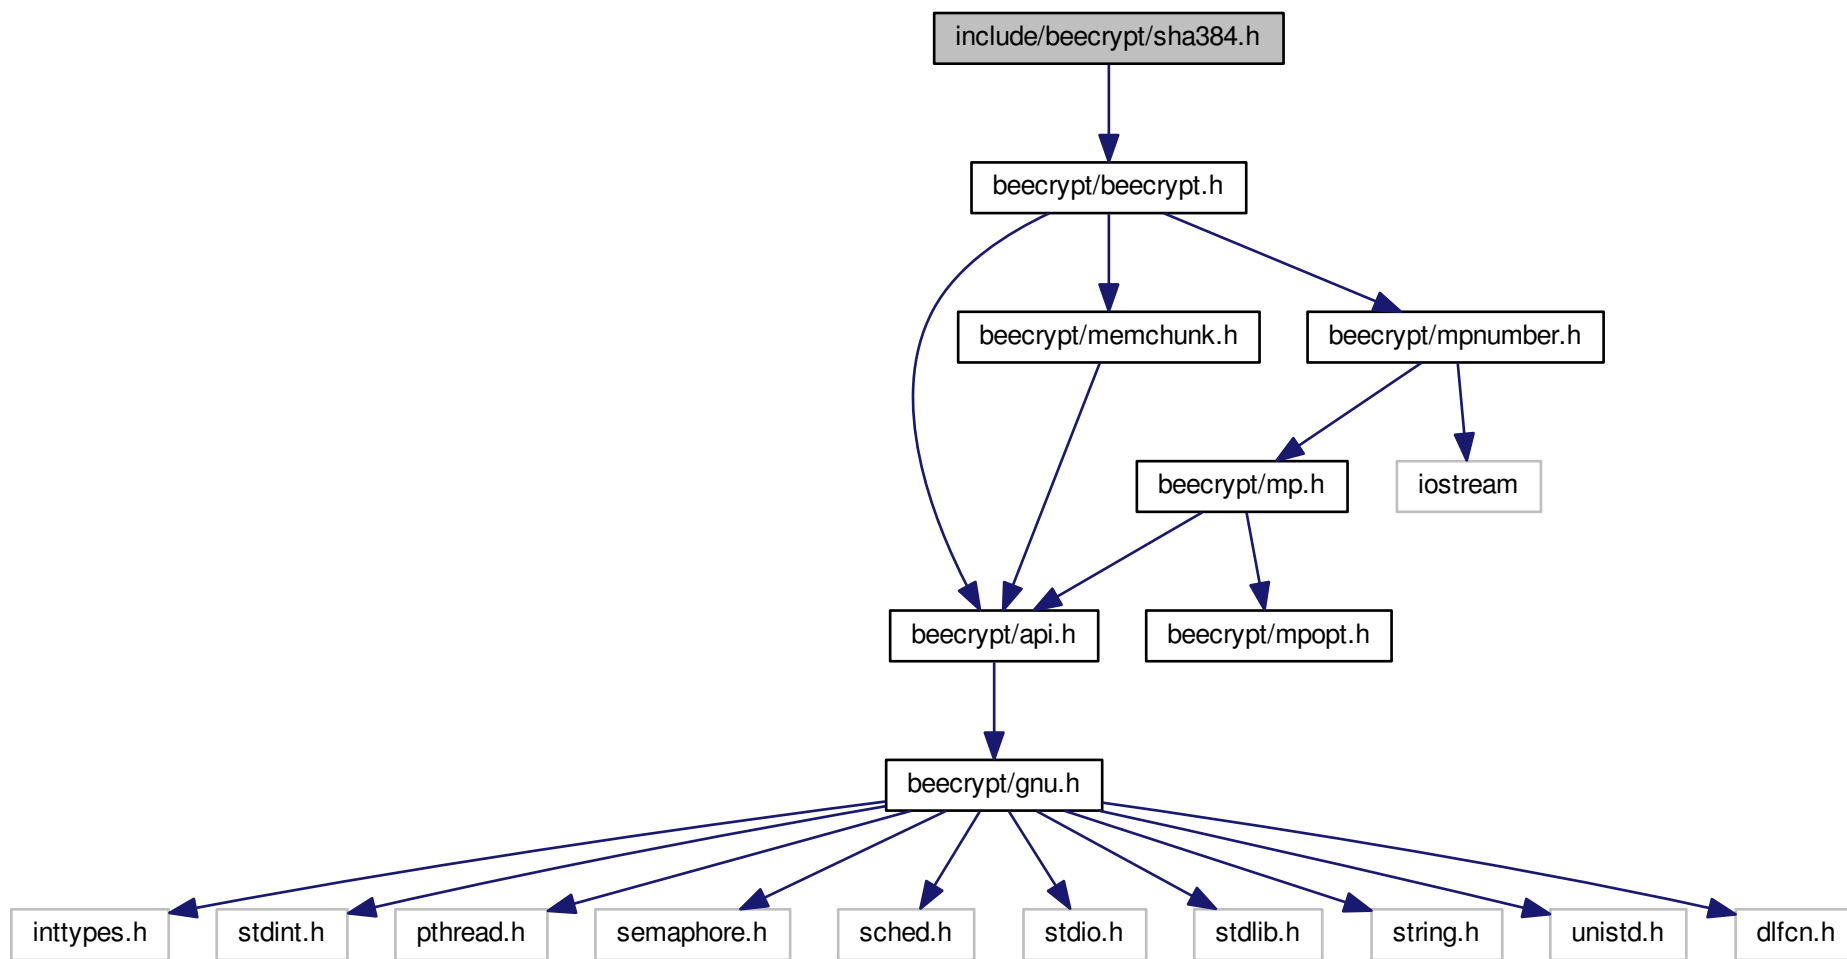 include/beecrypt/sha384.h
beecrypt/beecrypt.h
beecrypt/memchunk.h
beecrypt/mpnumber.h
beecrypt/mp.h
iostream
beecrypt/api.h
beecrypt/mpopt.h
beecrypt/gnu.h
inttypes.h
stdint.h
pthread.h
semaphore.h
sched.h
stdio.h
stdlib.h
string.h
unistd.h
dlfcn.h